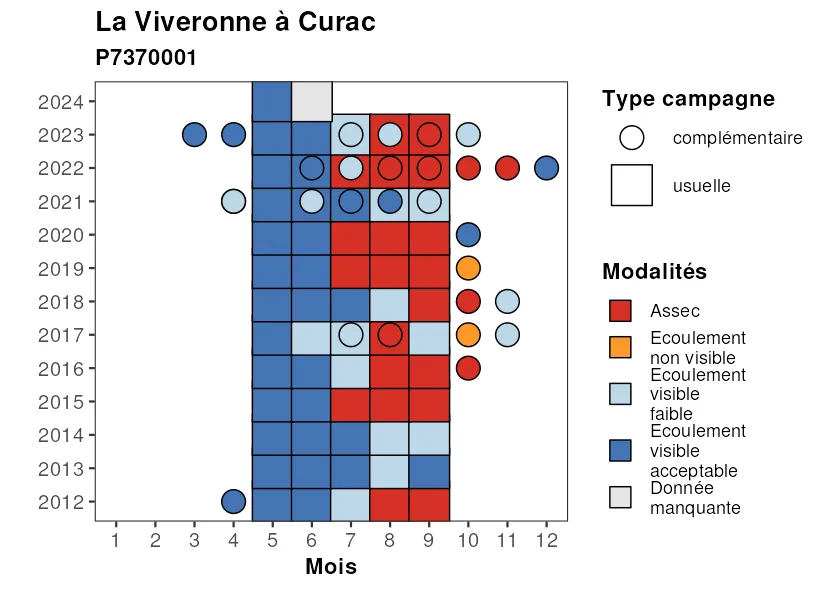 La Viveronne à Curac
P7370001
2024
2023
2022
2021
2020
2019
2018
2017
2016
2015
2014
2013
2012
1 2 3 4 5 6 7 8 9 10 11 12
Mois
Type campagne
complémentaire
usuelle
Modalités
Assec
Ecoulement
non visible
Ecoulement
visible
faible
Ecoulement
visible
acceptable
Donnée
manquante